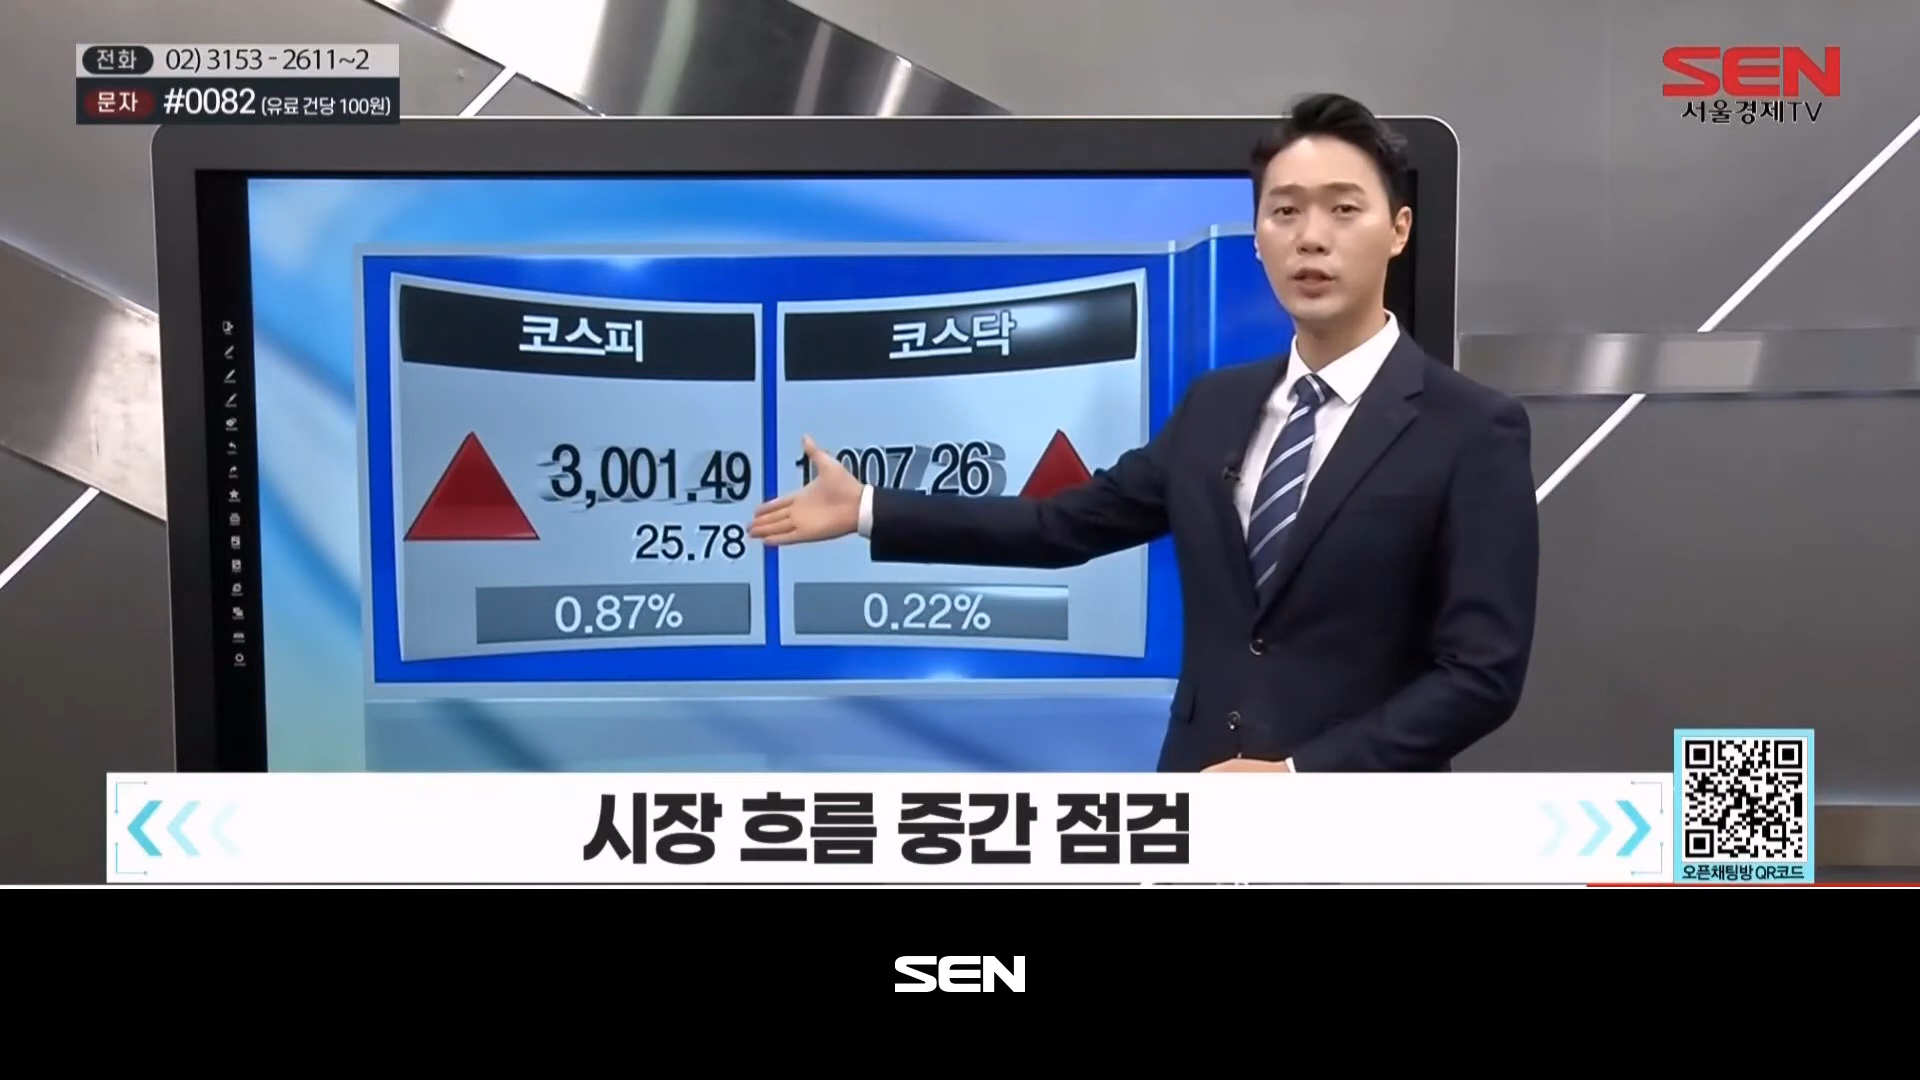 전화 02) 3153 - 2611~2
문자 #0082 (유료 건당 100원)
SEN
서울경제TV
코스피
코스닥
3,001.49
1,007.26
25.78
0.87%
0.22%
시장 흐름 중간 점검
오픈채팅방 QR코드
SEN